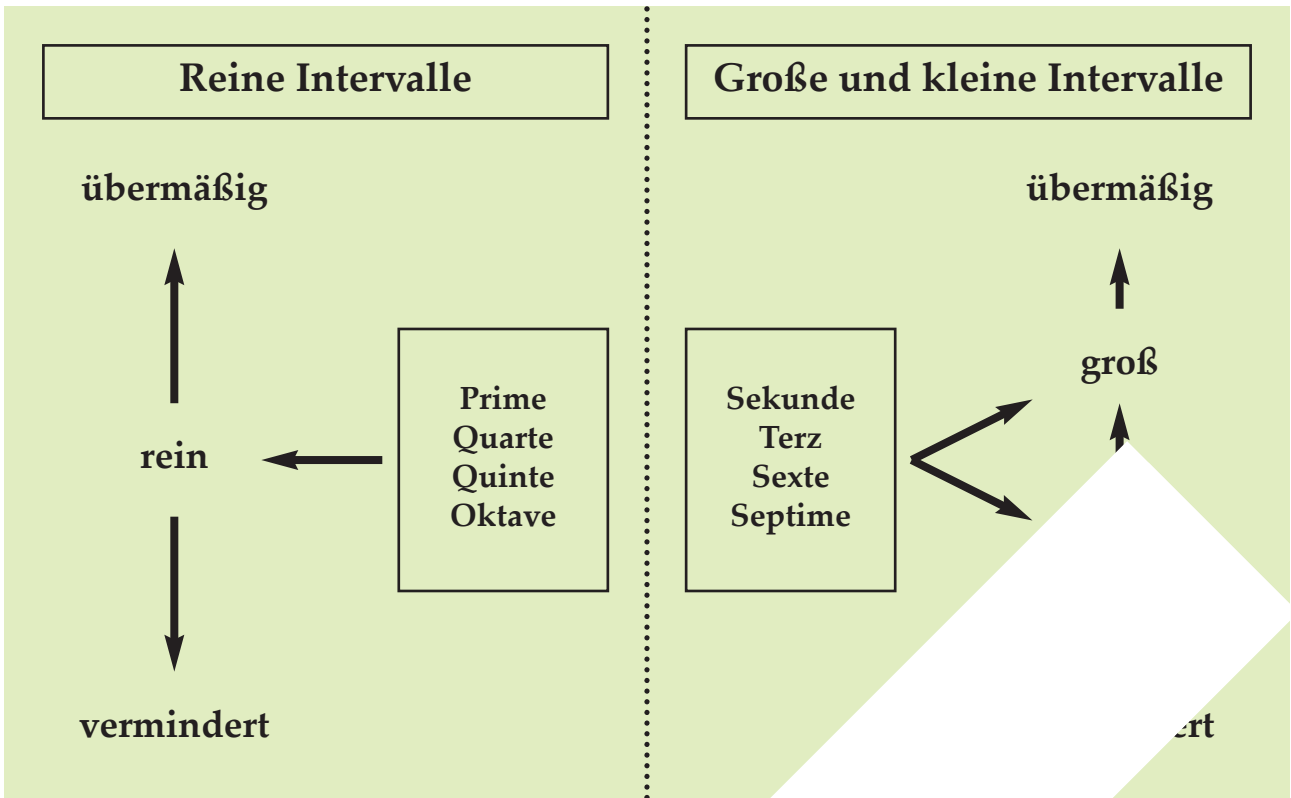 Reine Intervalle
übermäßig
rein
Prime
Quarte
Quinte
Oktave
vermindert
Große und kleine Intervalle
übermäßig
groß
Sekunde
Terz
Sexte
Septime